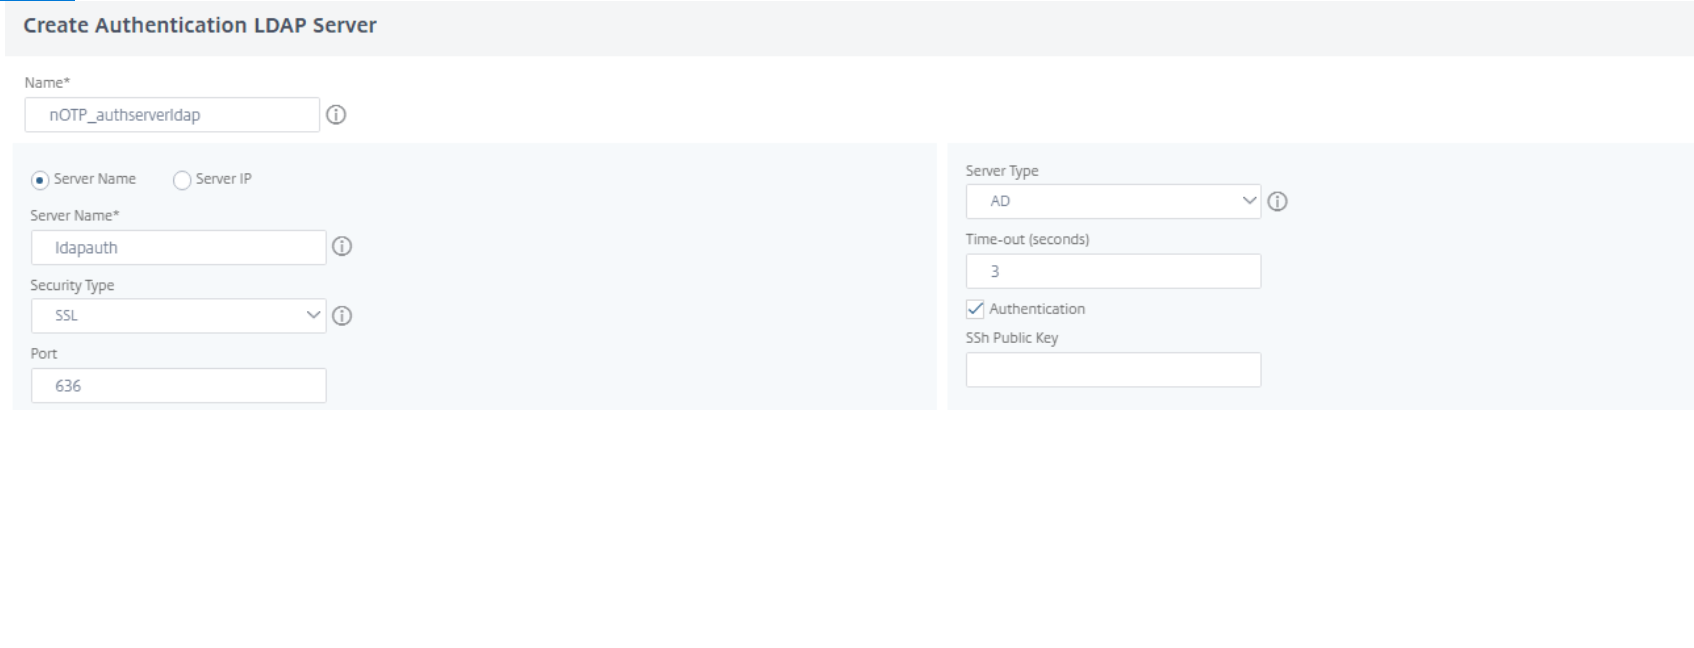 Create Authentication LDAP Server
Name*
nOTP_authserverldap
Server Name
Server IP
Server Name*
ldapauth
Security Type
SSL
Port
636
Server Type
AD
Time-out (seconds)
3
Authentication
SSh Public Key